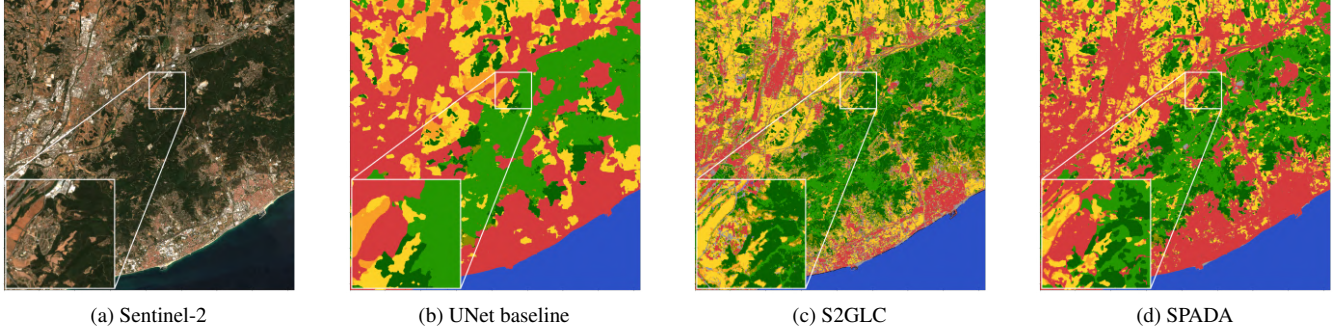 (a) Sentinel-2
(b) UNet baseline
(c) S2GLC
(d) SPADA